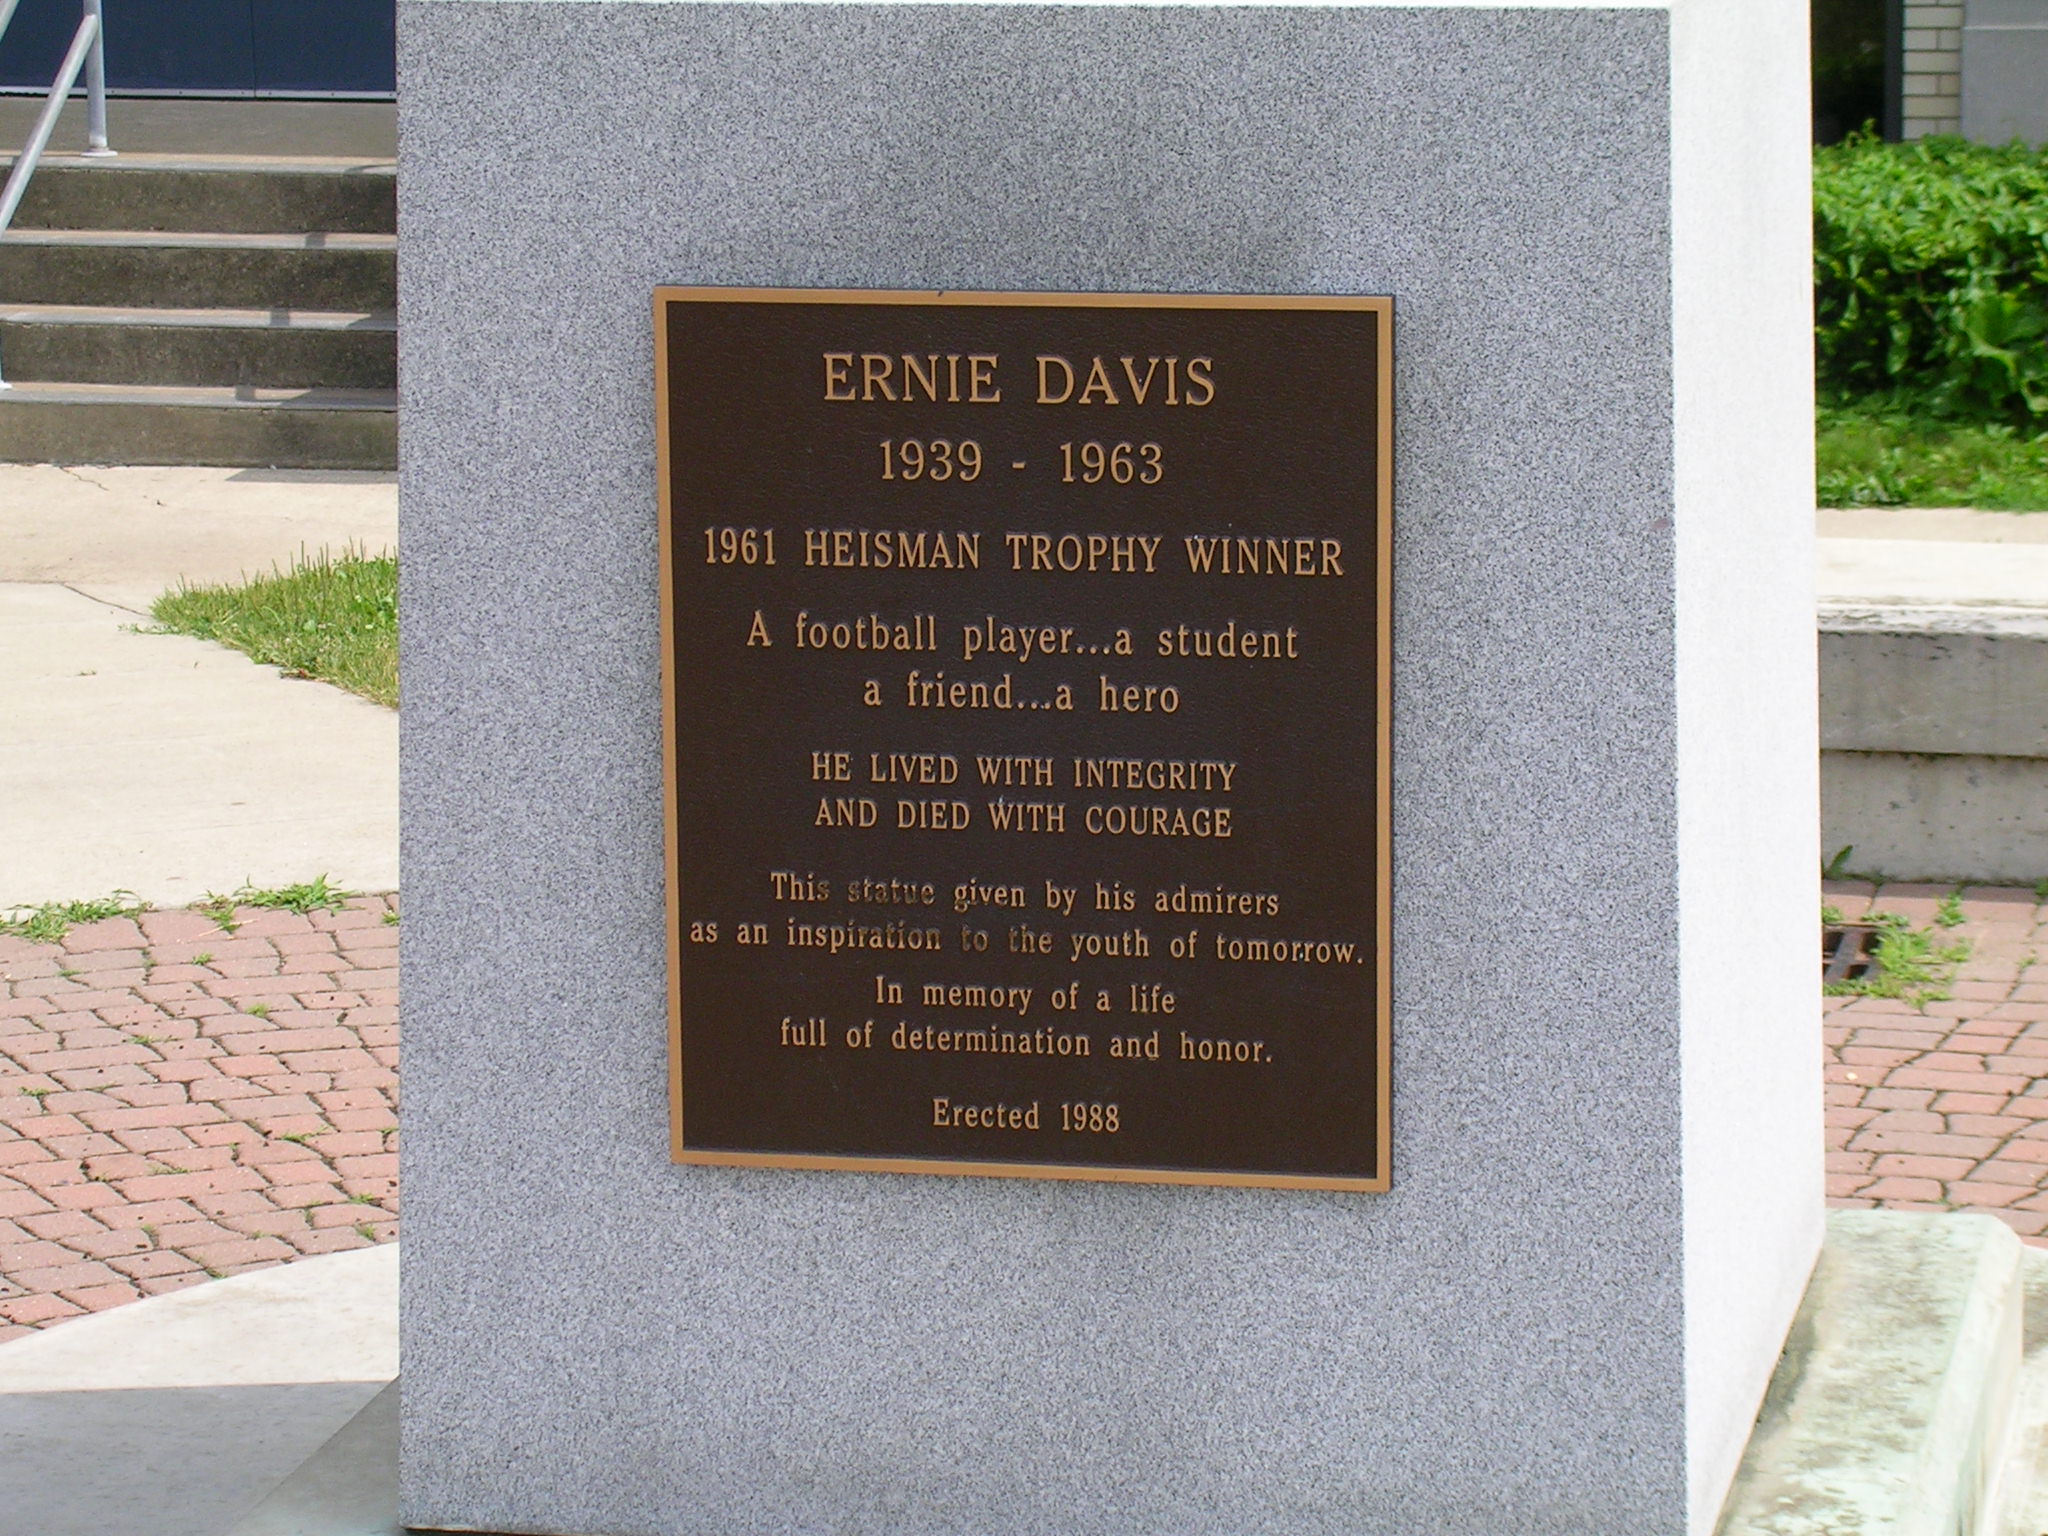 ERNIE DAVIS
1939 - 1963
1961 HEISMAN TROPHY WINNER
A football player...a student
a friend...a hero
HE LIVED WITH INTEGRITY
AND DIED WITH COURAGE
This statue given by his admirers
as an inspiration to the youth of tomorrow.
In memory of a life
full of determination and honor.
Erected 1988